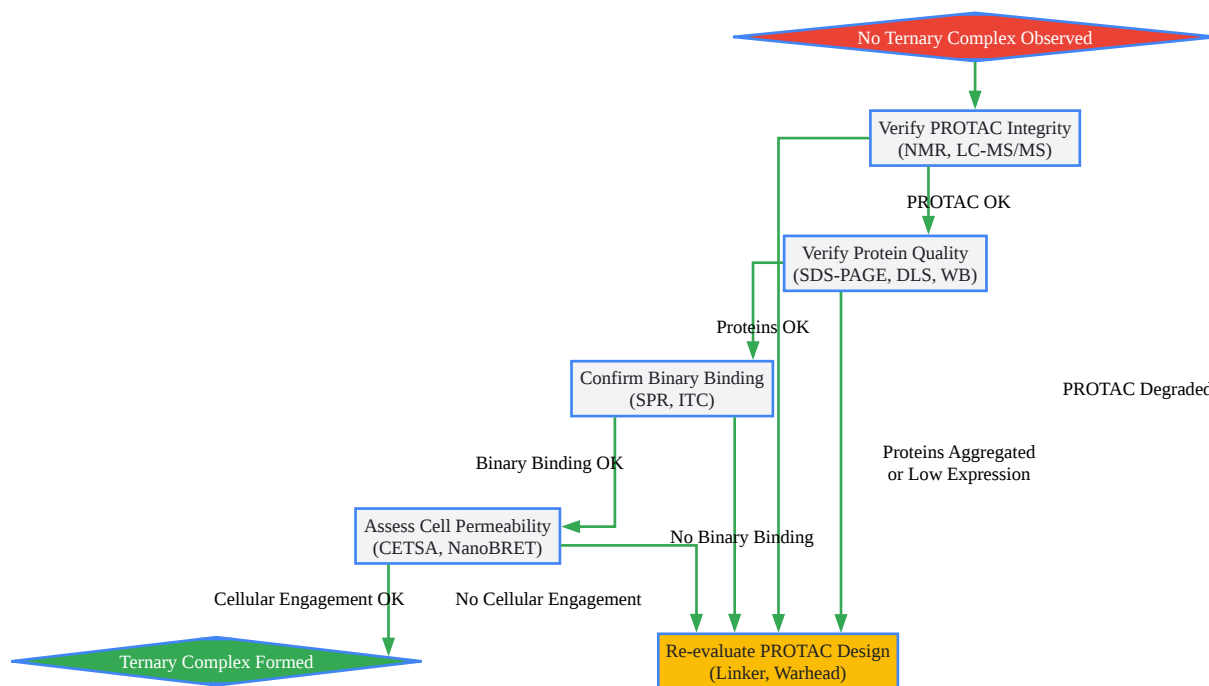 No Ternary Complex Observed
Verify PROTAC Integrity
(NMR, LC-MS/MS)
PROTAC OK
Verify Protein Quality
(SDS-PAGE, DLS, WB)
Proteins OK
Confirm Binary Binding
(SPR, ITC)
PROTAC Degraded
Proteins Aggregated
or Low Expression
Binary Binding OK
Assess Cell Permeability
(CETSA, NanoBRET)
No Binary Binding
Cellular Engagement OK
No Cellular Engagement
Ternary Complex Formed
Re-evaluate PROTAC Design
(Linker, Warhead)